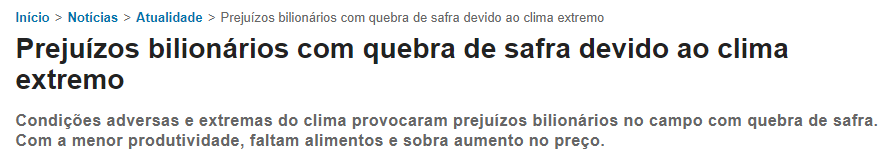 Início > Notícias > Atualidade > Prejuízos bilionários com quebra de safra devido ao clima extremo
Prejuízos bilionários com quebra de safra devido ao clima
extremo
Condições adversas e extremas do clima provocaram prejuízos bilionários no campo com quebra de safra.
Com a menor produtividade, faltam alimentos e sobra aumento no preço.